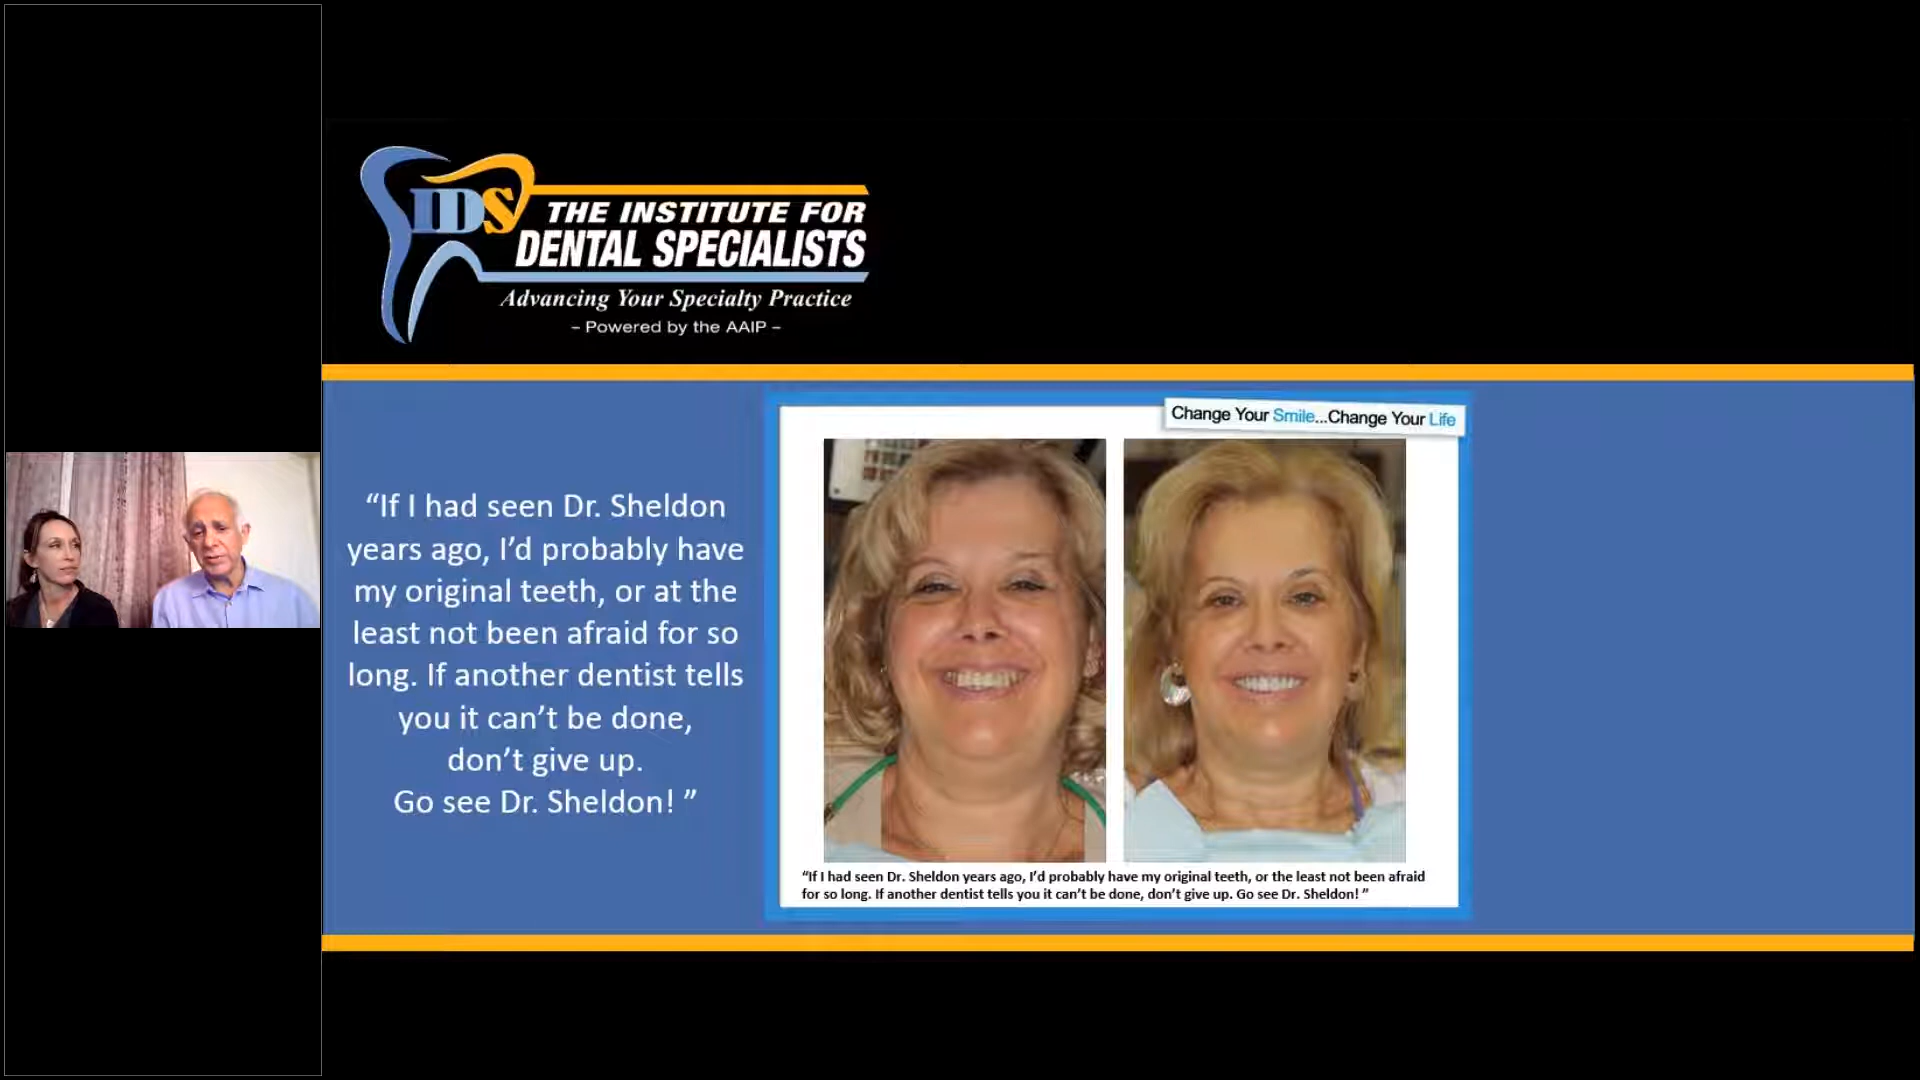 IDS
THE INSTITUTE FOR
DENTAL SPECIALISTS
Advancing Your Specialty Practice
– Powered by the AAIP –
Change Your Smile...Change Your Life
“If I had seen Dr. Sheldon
years ago, I’d probably have
my original teeth, or at the
least not been afraid for so
long. If another dentist tells
you it can’t be done,
don’t give up.
Go see Dr. Sheldon! ”
“If I had seen Dr. Sheldon years ago, I’d probably have my original teeth, or the least not been afraid
for so long. If another dentist tells you it can’t be done, don’t give up. Go see Dr. Sheldon! ”